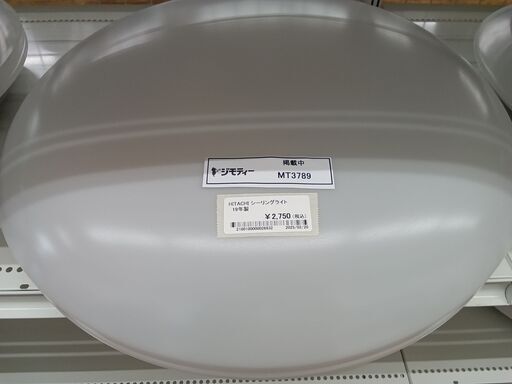 ジモティー
掲載中
MT3789
HITACHI シーリングライト
19年製
¥2,750 (税込)
2100100000026632 2025/02/20